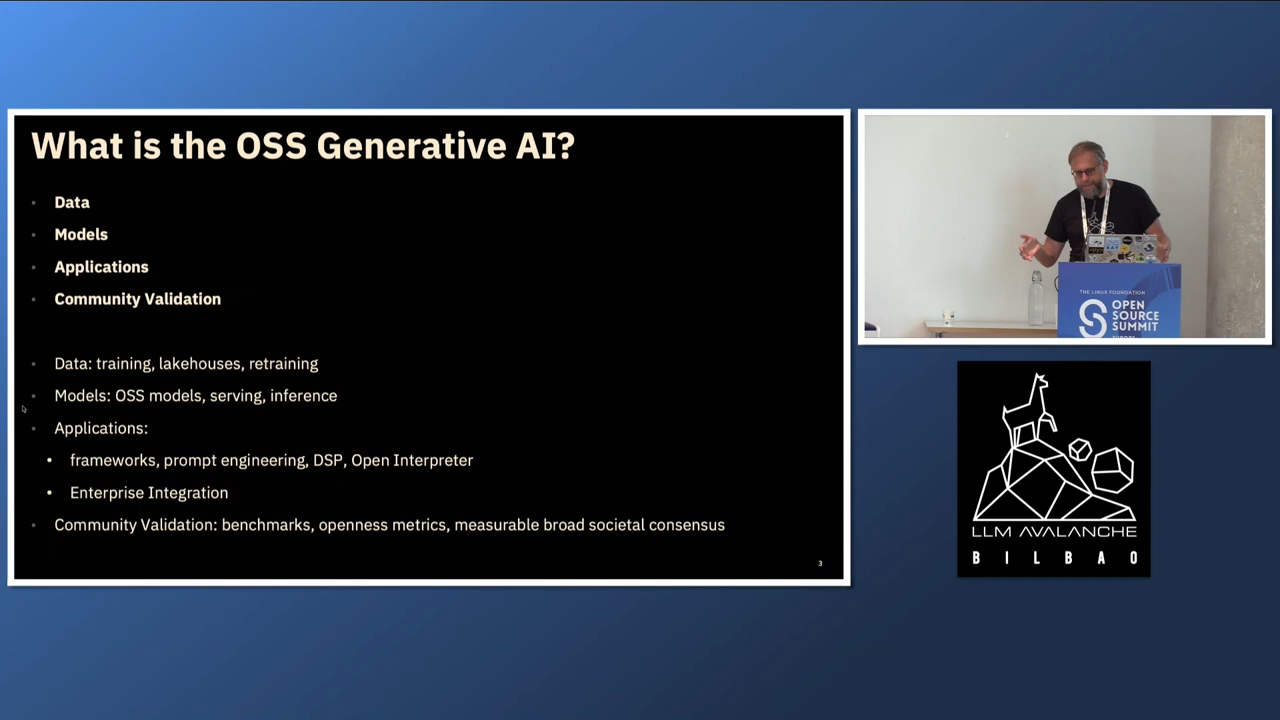 What is the OSS Generative AI?
Data
Models
Applications
Community Validation
Data: training, lakehouses, retraining
Models: OSS models, serving, inference
Applications:
frameworks, prompt engineering, DSP, Open Interpreter
Enterprise Integration
Community Validation: benchmarks, openness metrics, measurable broad societal consensus
3
THE LINUX FOUNDATION
OPEN
SOURCE
SUMMIT
LLM AVALANCHE
BILBAO